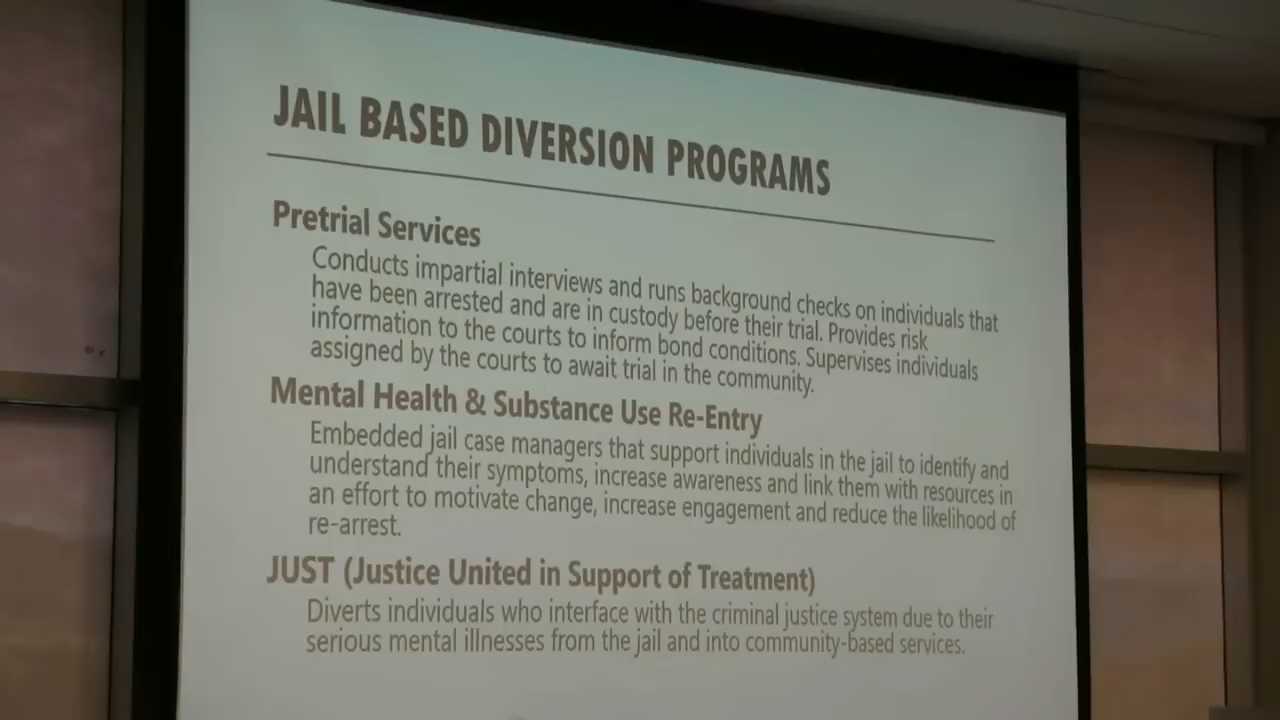 JAIL BASED DIVERSION PROGRAMS
Pretrial Services
Conducts impartial interviews and runs background checks on individuals that
have been arrested and are in custody before their trial. Provides risk
information to the courts to inform bond conditions. Supervises individuals
assigned by the courts to await trial in the community.
Mental Health & Substance Use Re-Entry
Embedded jail case managers that support individuals in the jail to identify and
understand their symptoms, increase awareness and link them with resources in
an effort to motivate change, increase engagement and reduce the likelihood of
re-arrest.
JUST (Justice United in Support of Treatment)
Diverts individuals who interface with the criminal justice system due to their
serious mental illnesses from the jail and into community-based services.